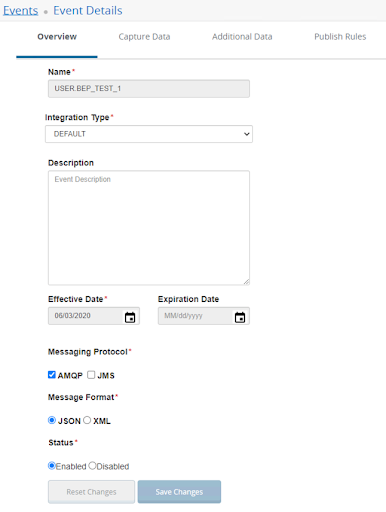 Events • Event Details
Overview Capture Data Additional Data Publish Rules
Name*
USER.BEP_TEST_1
Integration Type*
DEFAULT
Description
Event Description
Effective Date* Expiration Date
06/03/2020 MM/dd/yyyy
Messaging Protocol*
AMQP JMS
Message Format*
JSON XML
Status*
Enabled Disabled
Reset Changes Save Changes